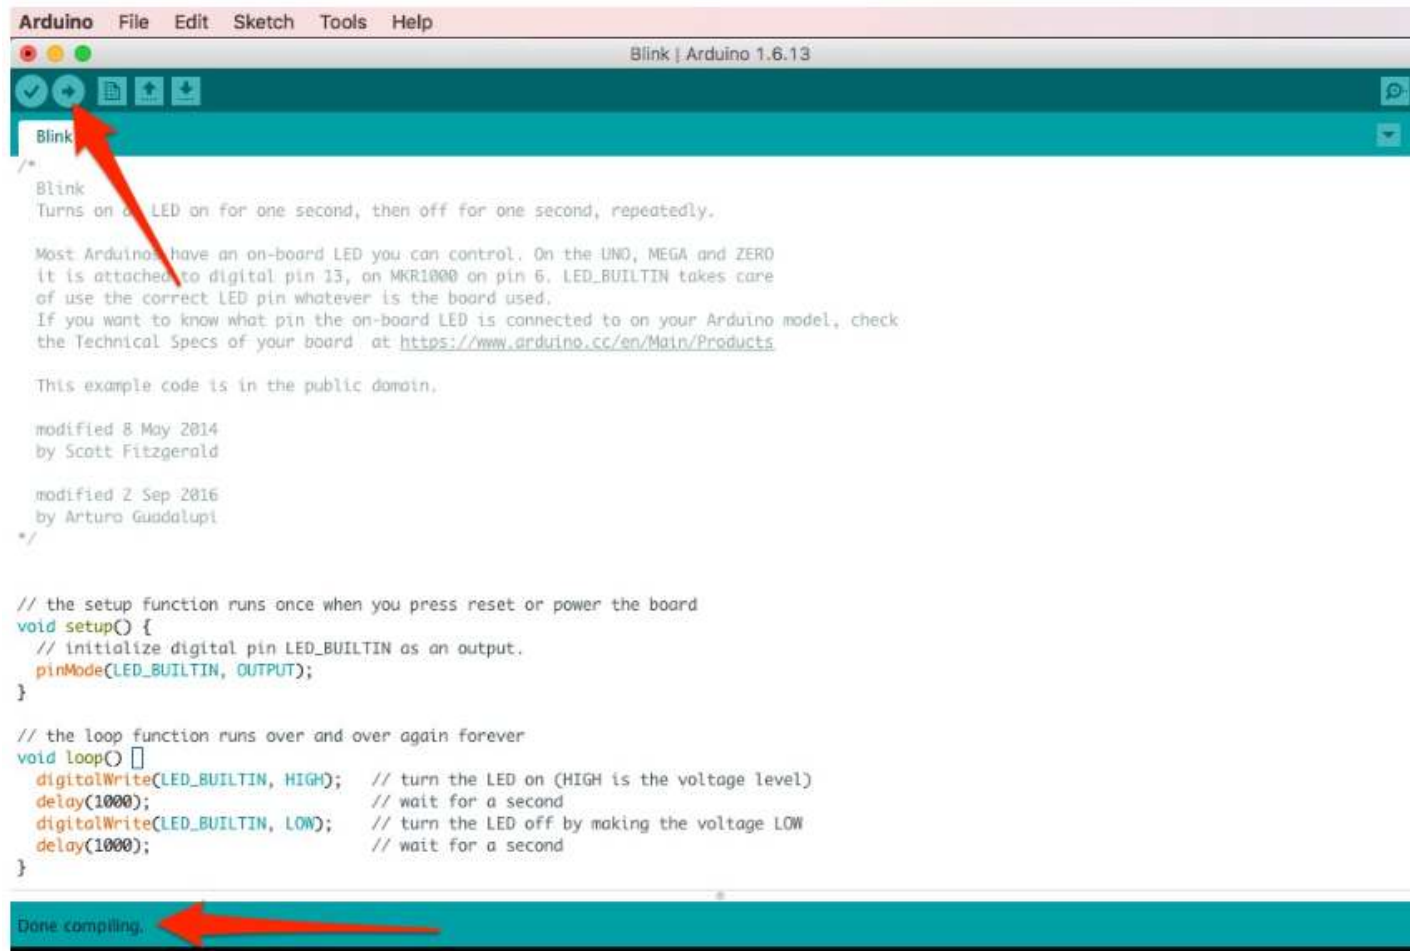 Arduino File Edit Sketch Tools Help
Blink | Arduino 1.6.13
Blink
/*
Blink
Turns on LED on for one second, then off for one second, repeatedly.
Most Arduinos have an on-board LED you can control. On the UNO, MEGA and ZERO
it is attached to digital pin 13, on MKR1000 on pin 6. LED_BUILTIN takes care
of use the correct LED pin whatever is the board used.
If you want to know what pin the on-board LED is connected to on your Arduino model, check
the Technical Specs of your board at https://www.arduino.cc/en/Main/Products
This example code is in the public domain.
modified 8 May 2014
by Scott Fitzgerald
modified 2 Sep 2016
by Arturo Guadalupi
*/
// the setup function runs once when you press reset or power the board
void setup() {
// initialize digital pin LED_BUILTIN as an output.
pinMode(LED_BUILTIN, OUTPUT);
}
// the loop function runs over and over again forever
void loop()
digitalWrite(LED_BUILTIN, HIGH); // turn the LED on (HIGH is the voltage level)
delay(1000); // wait for a second
digitalWrite(LED_BUILTIN, LOW); // turn the LED off by making the voltage LOW
delay(1000); // wait for a second
}
Done compiling.